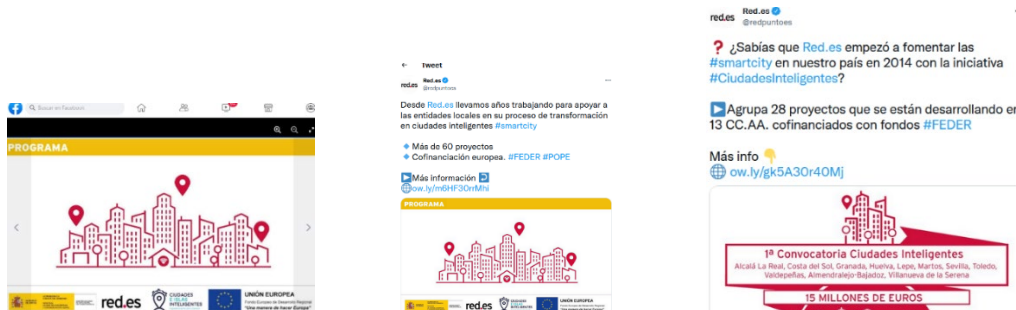 Buscar en Facebook
PROGRAMA
red.es
CIUDADES
E ISLAS
INTELIGENTES
UNIÓN EUROPEA
Fondo Europeo de Desarrollo Regional
"Una manera de hacer Europa"
Tweet
red.es
Red.es
@redpuntoes
Desde Red.es llevamos años trabajando para apoyar a
las entidades locales en su proceso de transformación
en ciudades inteligentes #smartcity
Más de 60 proyectos
Cofinanciación europea. #FEDER #POPE
Más información
ow.ly/m6HF30rrMhi
PROGRAMA
red.es
UNIÓN EUROPEA
red.es
Red.es
@redpuntoes
¿Sabías que Red.es empezó a fomentar las
#smartcity en nuestro país en 2014 con la iniciativa
#CiudadesInteligentes?
Agrupa 28 proyectos que se están desarrollando en
13 CC.AA. cofinanciados con fondos #FEDER
Más info
ow.ly/gk5A30r4OMj
1ª Convocatoria Ciudades Inteligentes
Alcalá La Real, Costa del Sol, Granada, Huelva, Lepe, Martos, Sevilla, Toledo,
Valdepeñas, Almendralejo-Badajoz, Villanueva de la Serena
15 MILLONES DE EUROS